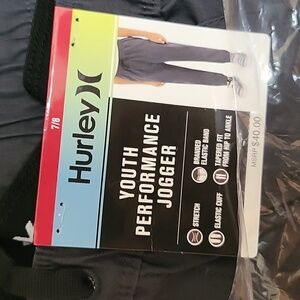 7/8
Hurley
YOUTH
PERFORMANCE
JOGGER
BRANDED
ELASTIC BAND
TAPERED FIT
FROM HIP TO ANKLE
STRETCH
ELASTIC CUFF
MSRP $40.00